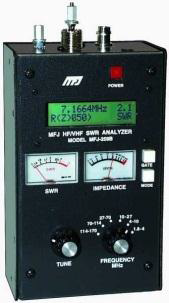 MFJ
POWER
7.1664MHz 2.1
R(Z)050) SWR
MFJ HF/VHF SWR ANALYZER
MODEL MFJ-259B
GATE
MODE
SWR
IMPEDANCE
27-70
10-27
70-114
4-10
114-170
1.8-4
TUNE
FREQUENCY
MHz